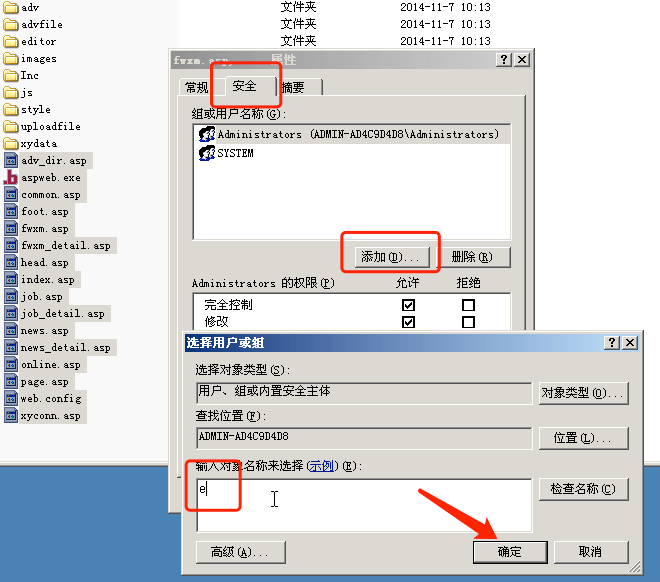 adv 文件夹 2014-11-7 10:13
advfile 文件夹 2014-11-7 10:13
editor 文件夹 2014-11-7 10:13
images
Inc
js
style
uploadfile
xydata
adv_dir.asp
aspweb.exe
common.asp
foot.asp
fwxm.asp
fwxm_detail.asp
head.asp
index.asp
job.asp
job_detail.asp
news.asp
news_detail.asp
online.asp
page.asp
web.config
xyconn.asp
fwxm.asp 属性
常规 安全 摘要
组或用户名称(G):
Administrators (ADMIN-AD4C9D4D8\Administrators)
SYSTEM
添加(D)... 删除(R)
Administrators 的权限(P) 允许 拒绝
完全控制
修改
选择用户或组
选择对象类型(S):
用户、组或内置安全主体 对象类型(O)...
查找位置(F):
ADMIN-AD4C9D4D8 位置(L)...
输入对象名称来选择(示例)(E):
e 检查名称(C)
高级(A)... 确定 取消